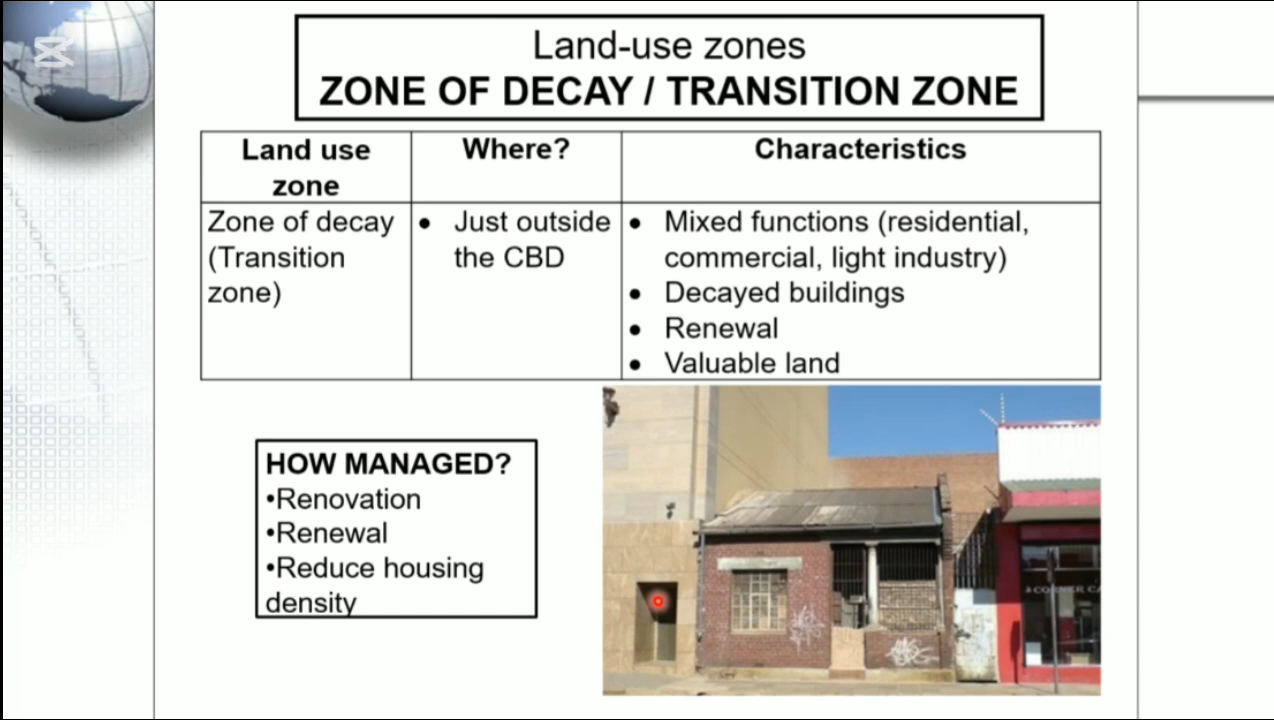 Land-use zones
ZONE OF DECAY / TRANSITION ZONE
Land use
zone
Where?
Characteristics
Zone of decay
(Transition
zone)
• Just outside
the CBD
• Mixed functions (residential,
commercial, light industry)
• Decayed buildings
• Renewal
• Valuable land
HOW MANAGED?
•Renovation
•Renewal
•Reduce housing
density
CORNER CA